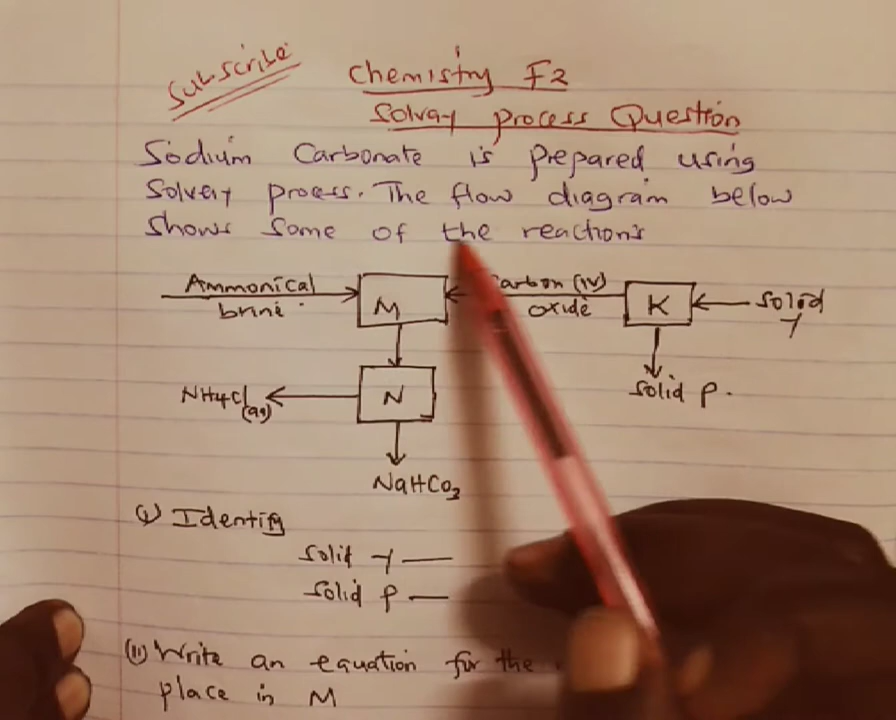 Subscribe
Chemistry F2
Solvay process Question
Sodium Carbonate is prepared using
Solvay process. The flow diagram below
shows some of the reactions
Ammonical
brine
M
Carbon (IV)
oxide
K
Solid
Y
N
NH4Cl(aq)
solid P.
NaHCO3
(i) Identify
Solid Y —
Solid P —
(ii) Write an equation for the
place in M